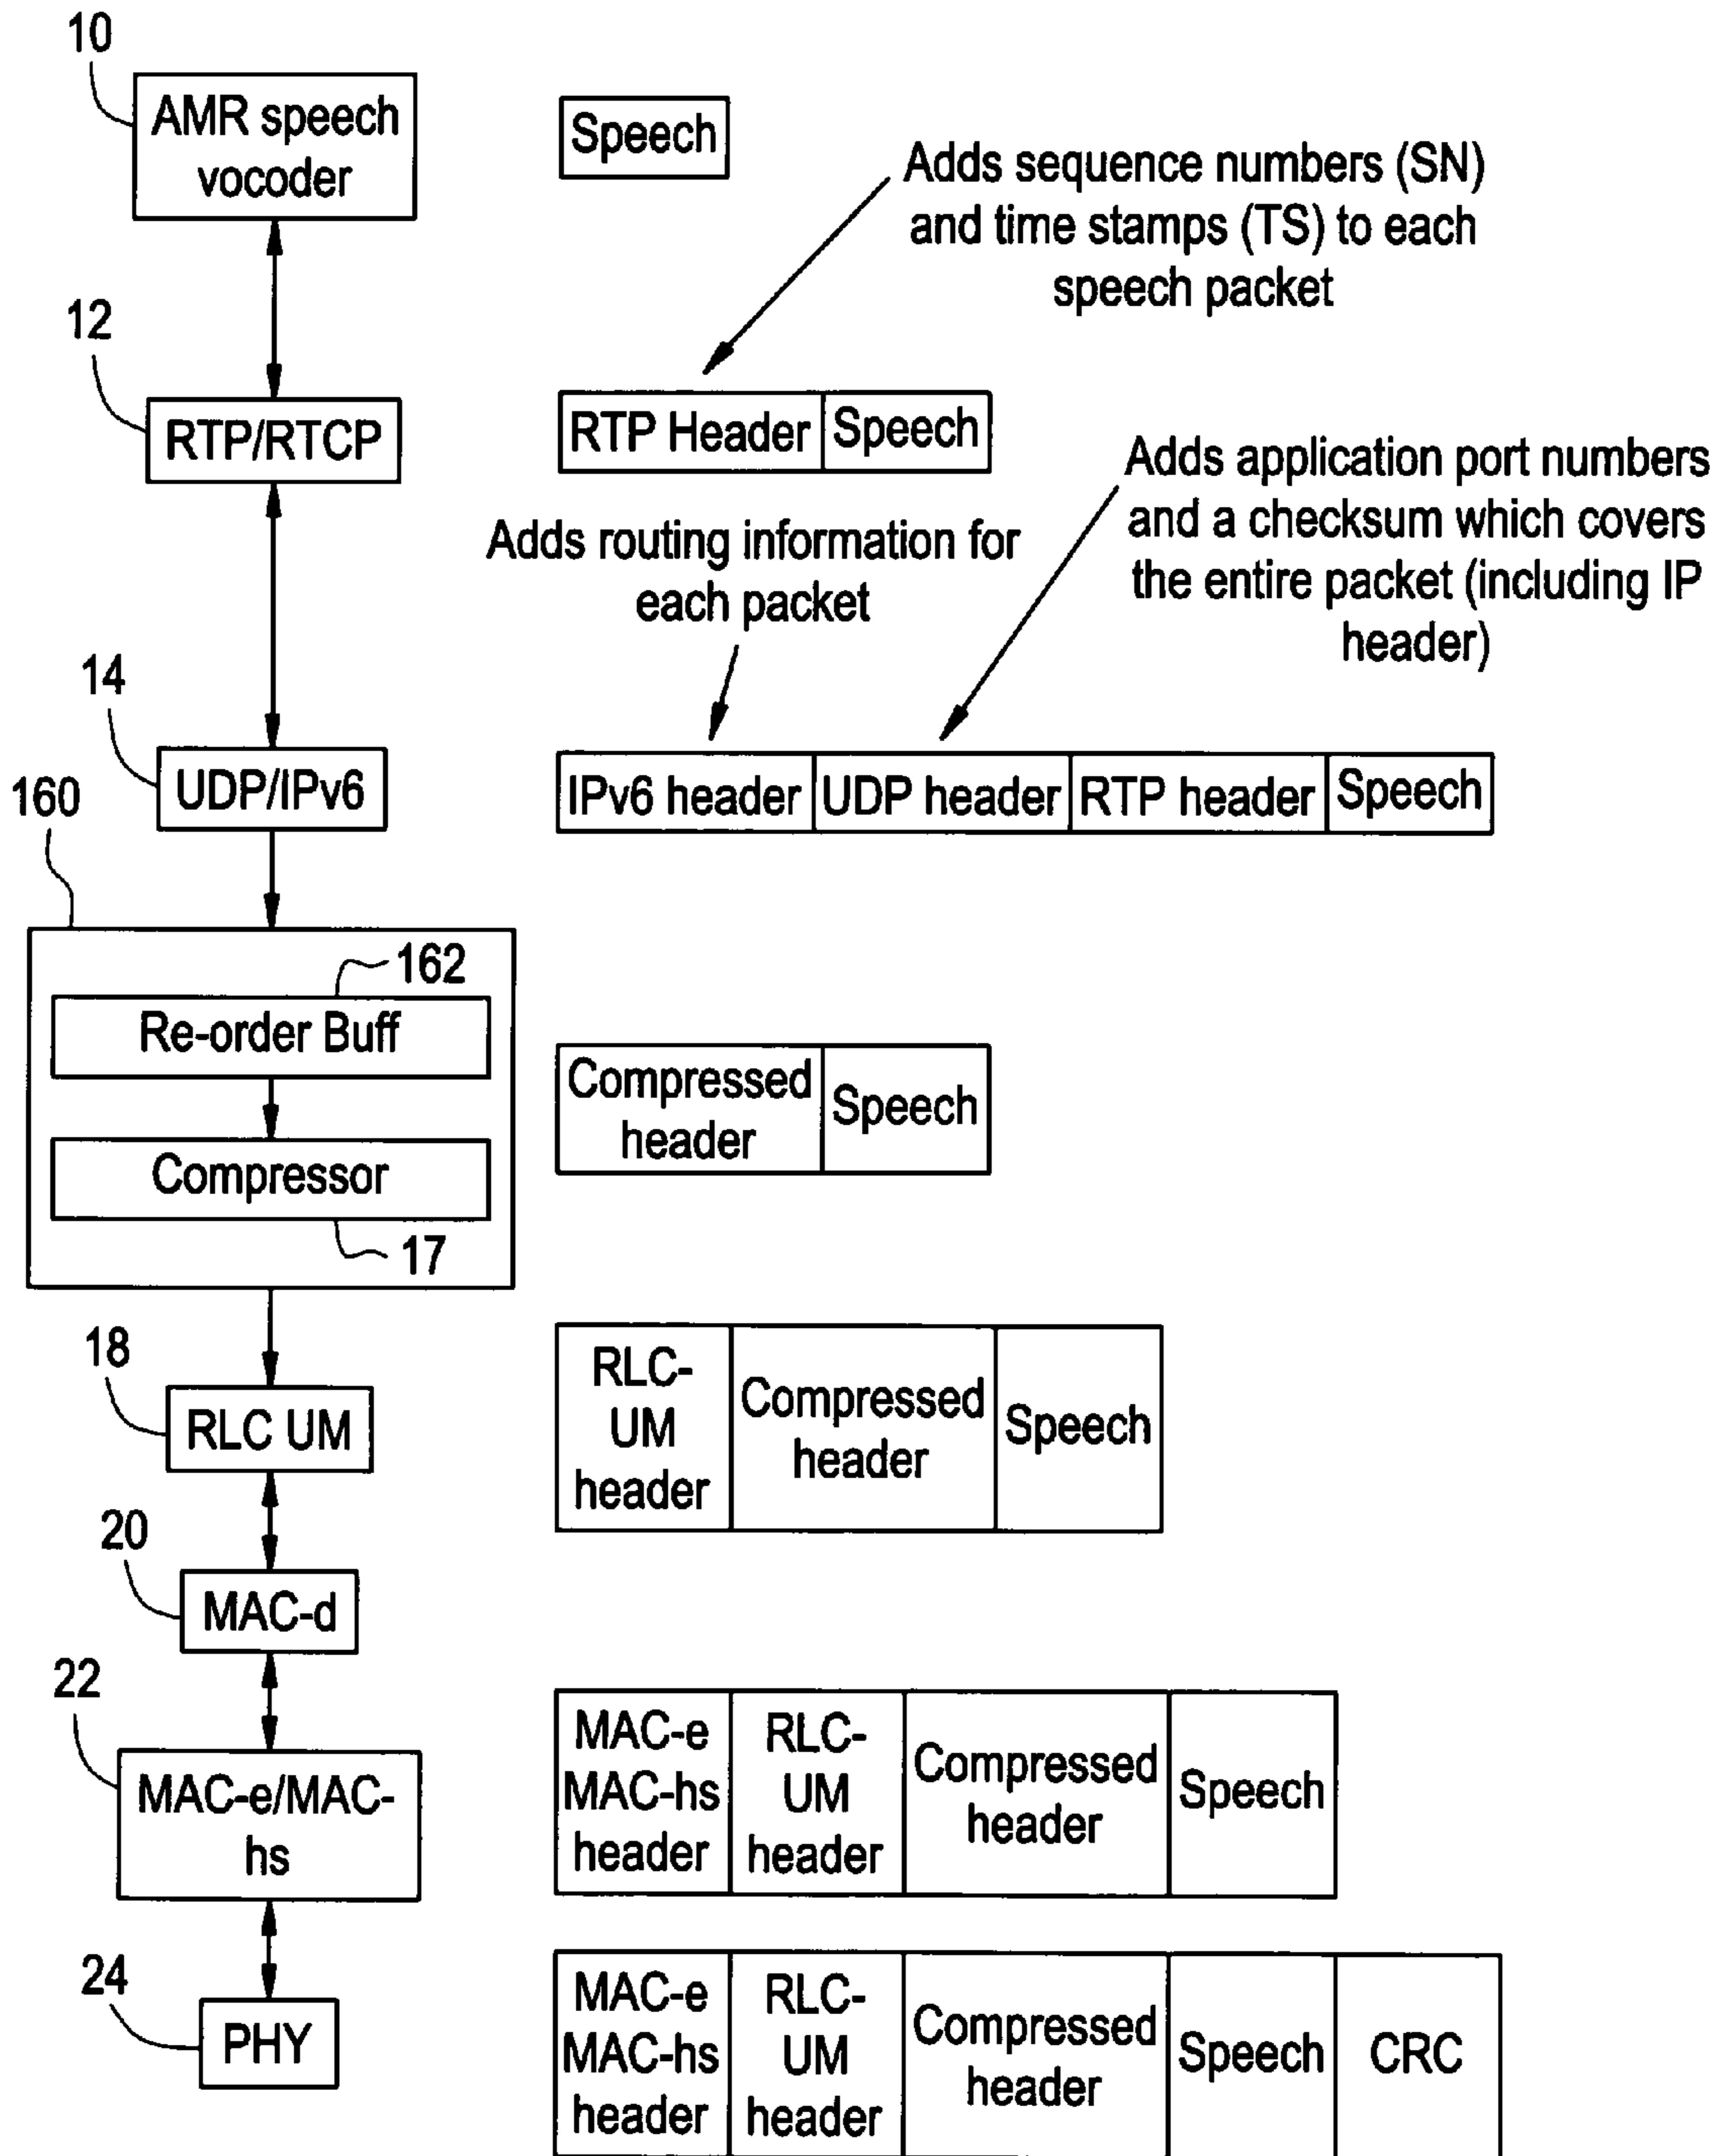 10
AMR speech
vocoder
Speech
Adds sequence numbers (SN)
and time stamps (TS) to each
speech packet
12
RTP/RTCP
RTP Header
Speech
Adds application port numbers
and a checksum which covers
the entire packet (including IP
header)
Adds routing information for
each packet
14
UDP/IPv6
IPv6 header
UDP header
RTP header
Speech
160
162
Re-order Buff
Compressor
17
Compressed
header
Speech
18
RLC UM
RLC-
UM
header
Compressed
header
Speech
20
MAC-d
22
MAC-e/MAC-
hs
MAC-e
MAC-hs
header
RLC-
UM
header
Compressed
header
Speech
24
PHY
MAC-e
MAC-hs
header
RLC-
UM
header
Compressed
header
Speech
CRC